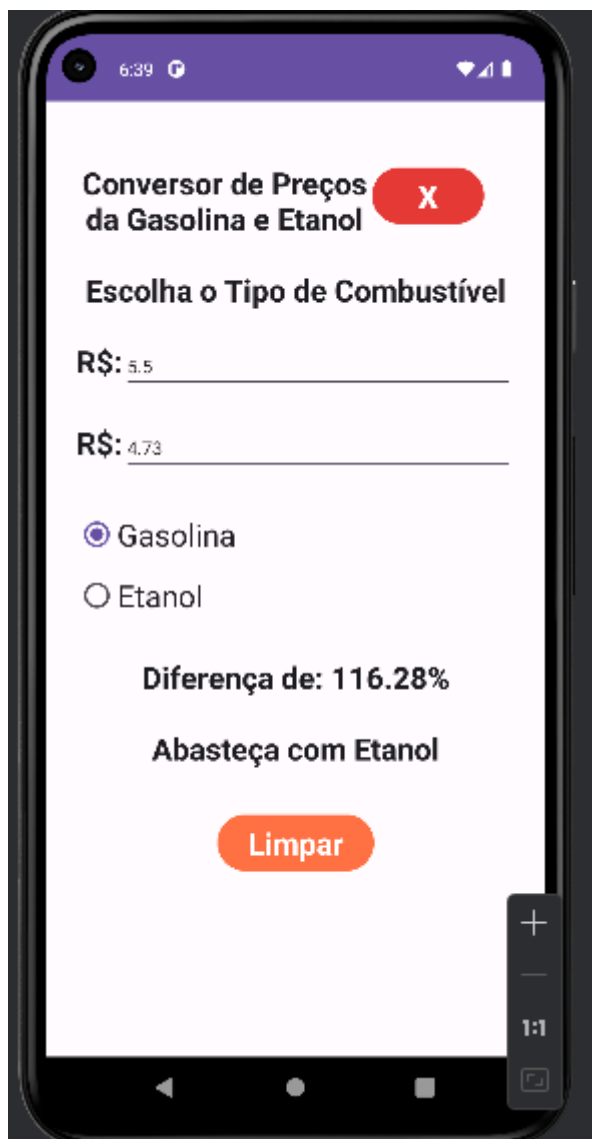 6:39
Conversor de Preços
da Gasolina e Etanol
X
Escolha o Tipo de Combustível
R$: 5.5
R$: 4.73
Gasolina
Etanol
Diferença de: 116.28%
Abasteça com Etanol
Limpar
1:1